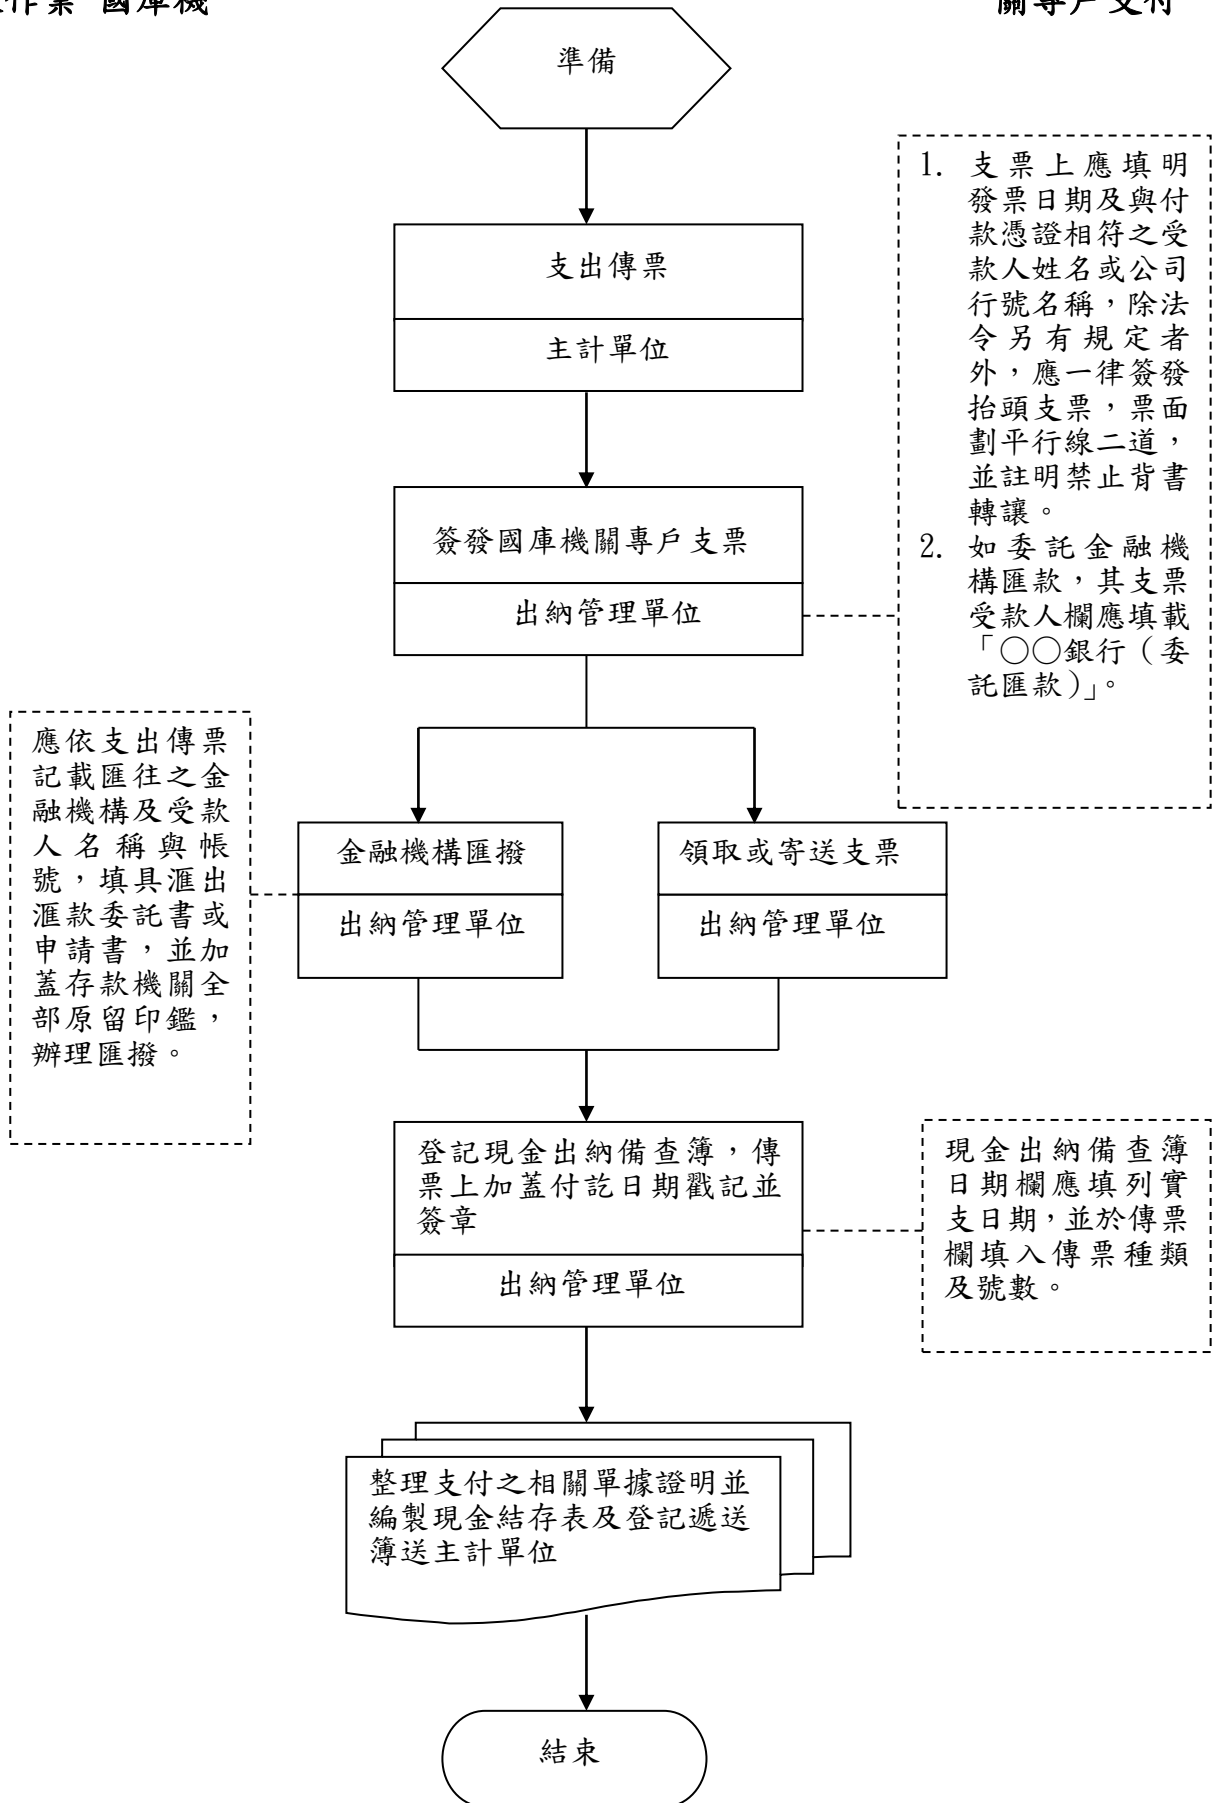 作業 國庫機
關專戶交付
準備
1. 支票上應填明
發票日期及與付
款憑證相符之受
款人姓名或公司
行號名稱，除法
令另有規定者
外，應一律簽發
抬頭支票，票面
劃平行線二道，
並註明禁止背書
轉讓。
2. 如委託金融機
構匯款，其支票
受款人欄應填載
「○○銀行（委
託匯款）」。
支出傳票
主計單位
簽發國庫機關專戶支票
出納管理單位
應依支出傳票
記載匯往之金
融機構及受款
人名稱與帳
號，填具滙出
滙款委託書或
申請書，並加
蓋存款機關全
部原留印鑑，
辦理匯撥。
金融機構匯撥
出納管理單位
領取或寄送支票
出納管理單位
登記現金出納備查簿，傳
票上加蓋付訖日期戳記並
簽章
出納管理單位
現金出納備查簿
日期欄應填列實
支日期，並於傳票
欄填入傳票種類
及號數。
整理支付之相關單據證明並
編製現金結存表及登記遞送
簿送主計單位
結束